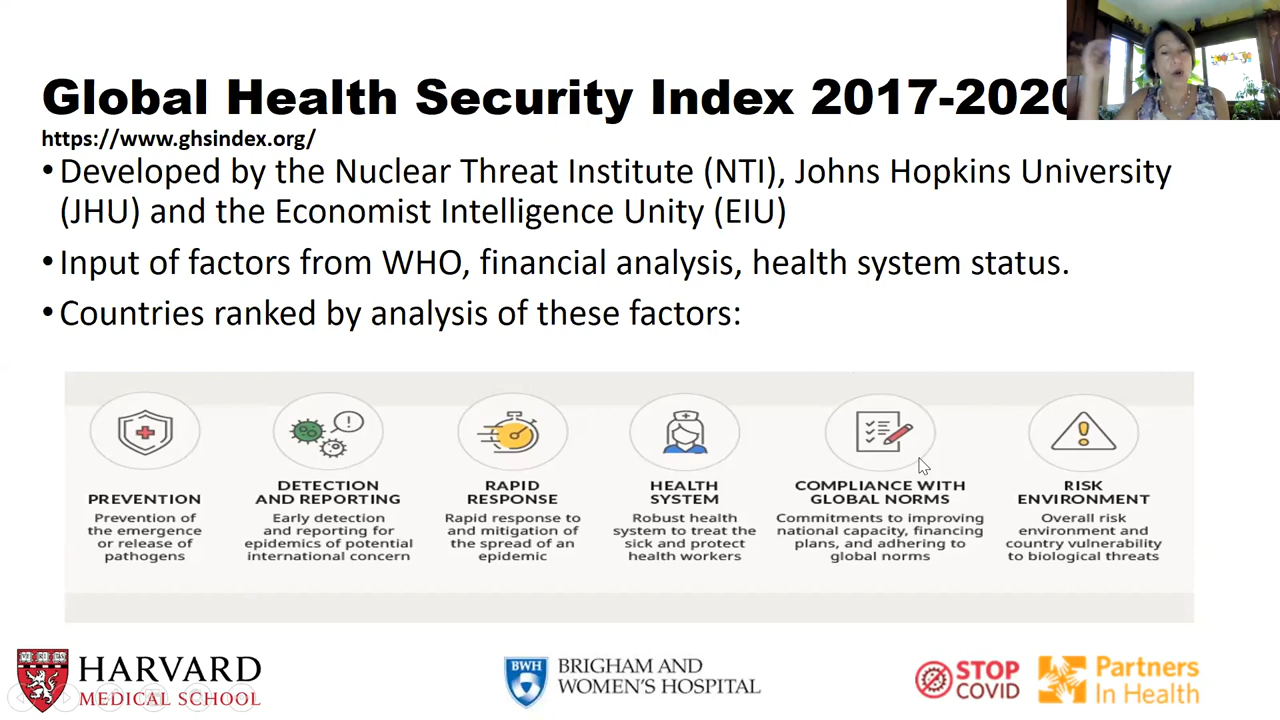 Global Health Security Index 2017-2020
https://www.ghsindex.org/
• Developed by the Nuclear Threat Institute (NTI), Johns Hopkins University
(JHU) and the Economist Intelligence Unity (EIU)
• Input of factors from WHO, financial analysis, health system status.
• Countries ranked by analysis of these factors:
PREVENTION
Prevention of
the emergence
or release of
pathogens
DETECTION
AND REPORTING
Early detection
and reporting for
epidemics of potential
international concern
RAPID
RESPONSE
Rapid response to
and mitigation of
the spread of an
epidemic
HEALTH
SYSTEM
Robust health
system to treat the
sick and protect
health workers
COMPLIANCE WITH
GLOBAL NORMS
Commitments to improving
national capacity, financing
plans, and adhering to
global norms
RISK
ENVIRONMENT
Overall risk
environment and
country vulnerability
to biological threats
HARVARD
MEDICAL SCHOOL
BWH
BRIGHAM AND
WOMEN'S HOSPITAL
STOP
COVID
Partners
In Health